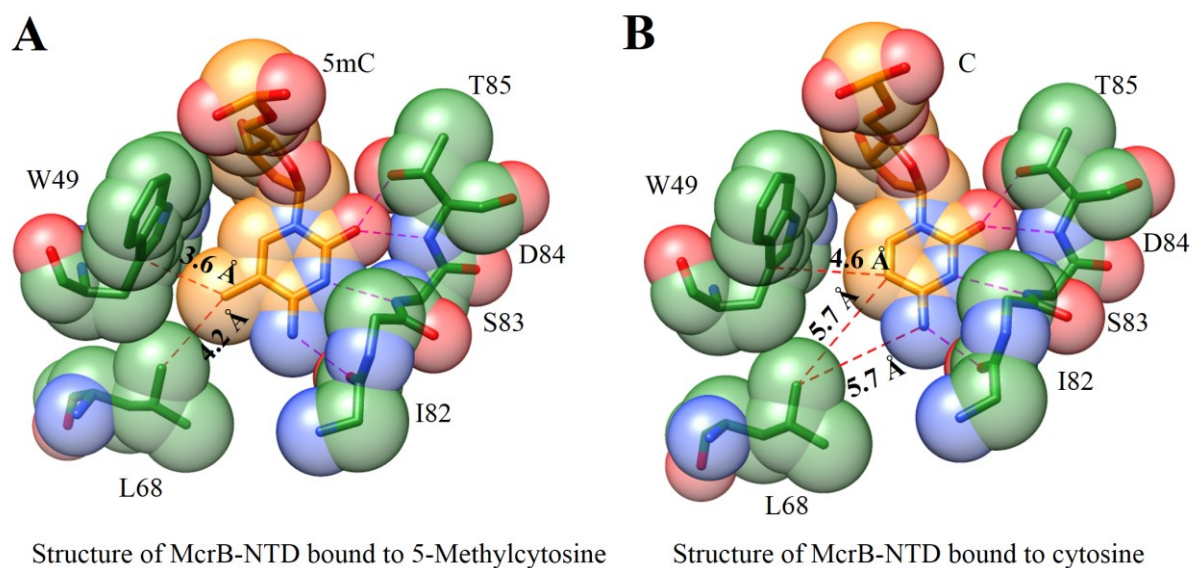 A
5mC
T85
W49
3.6 Å
D84
4.2 Å
S83
I82
L68
Structure of McrB-NTD bound to 5-Methylcytosine
B
C
T85
W49
4.6 Å
D84
5.7 Å
S83
5.7 Å
I82
L68
Structure of McrB-NTD bound to cytosine